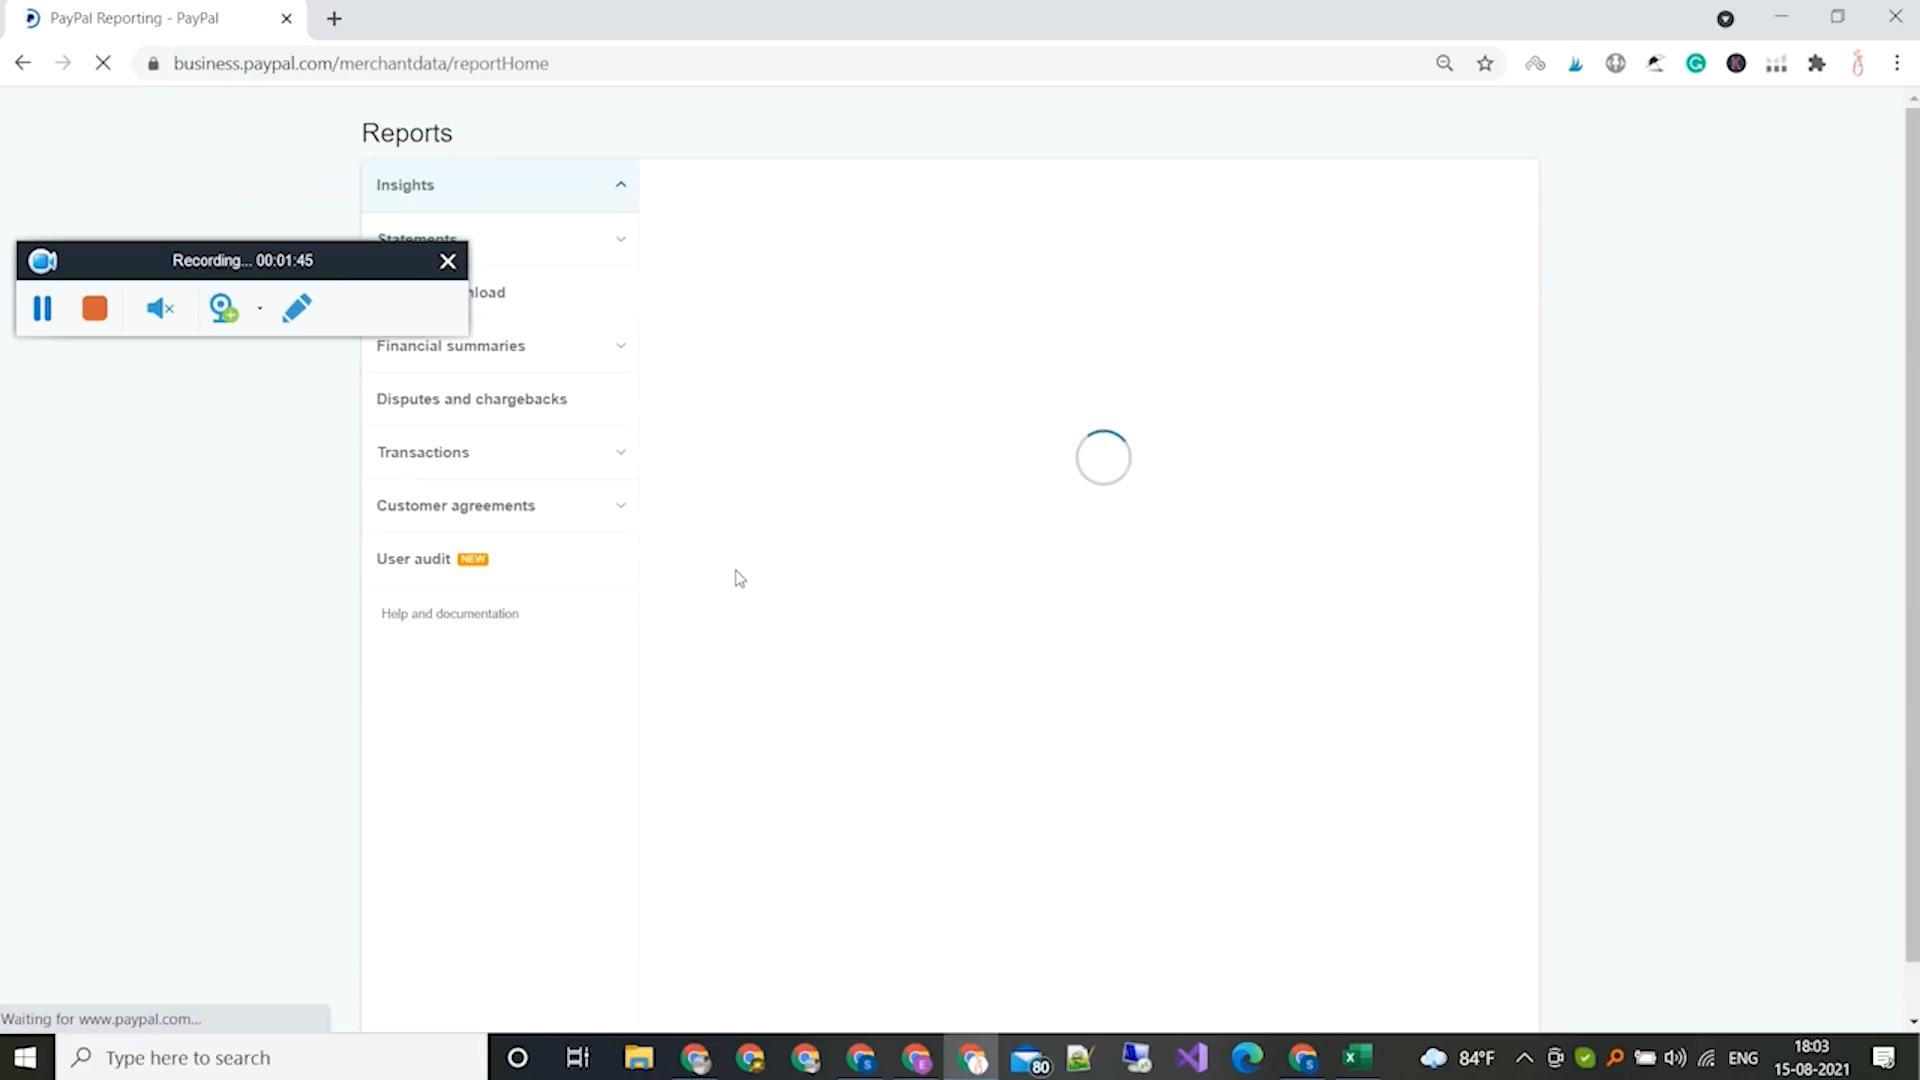 PayPal Reporting - PayPal
business.paypal.com/merchantdata/reportHome
Reports
Insights
Statements
Recording... 00:01:45
nload
Financial summaries
Disputes and chargebacks
Transactions
Customer agreements
User audit NEW
Help and documentation
Waiting for www.paypal.com...
Type here to search
80
84°F
ENG
18:03
15-08-2021